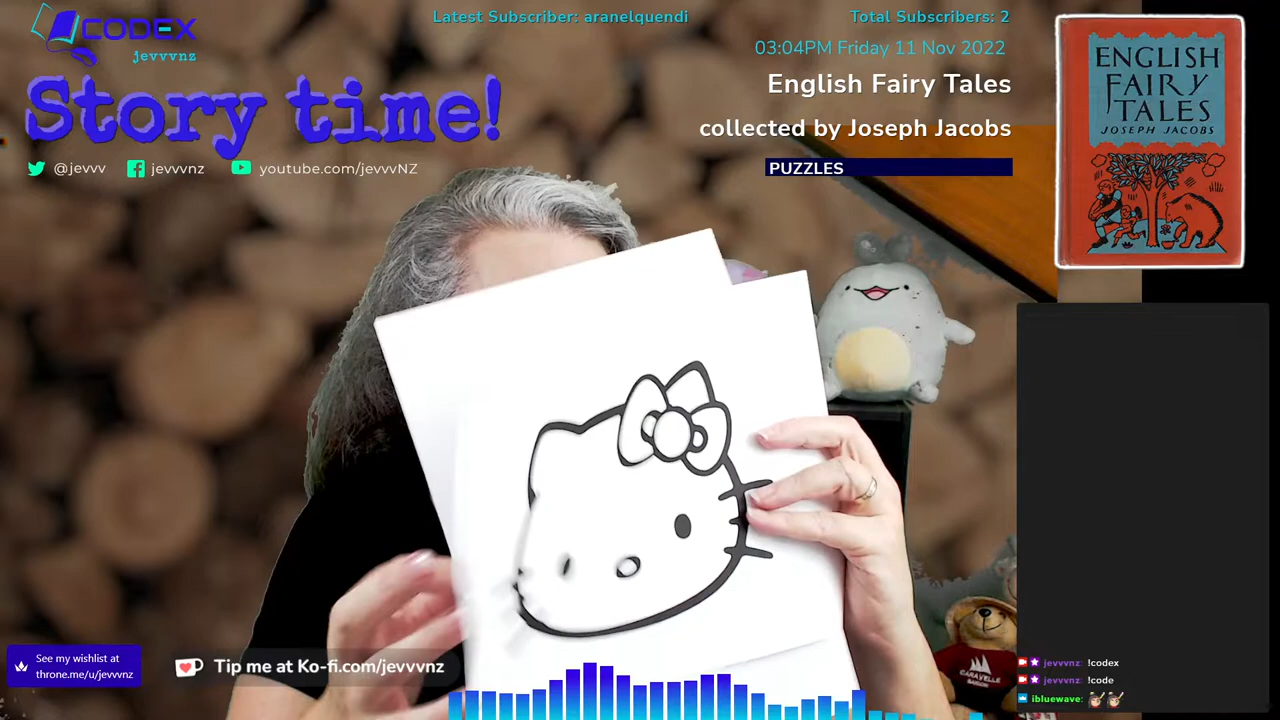 CODEX
jevvvnz
Story time!
@jevvv
jevvvnz
youtube.com/jevvvNZ
Latest Subscriber: aranelquendi
Total Subscribers: 2
03:04PM Friday 11 Nov 2022
English Fairy Tales
collected by Joseph Jacobs
PUZZLES
ENGLISH
FAIRY
TALES
JOSEPH JACOBS
CARAVELLE
SAIGON
See my wishlist at
throne.me/u/jevvvnz
Tip me at Ko-fi.com/jevvvnz
jevvvnz: !codex
jevvvnz: !code
ibluewave: